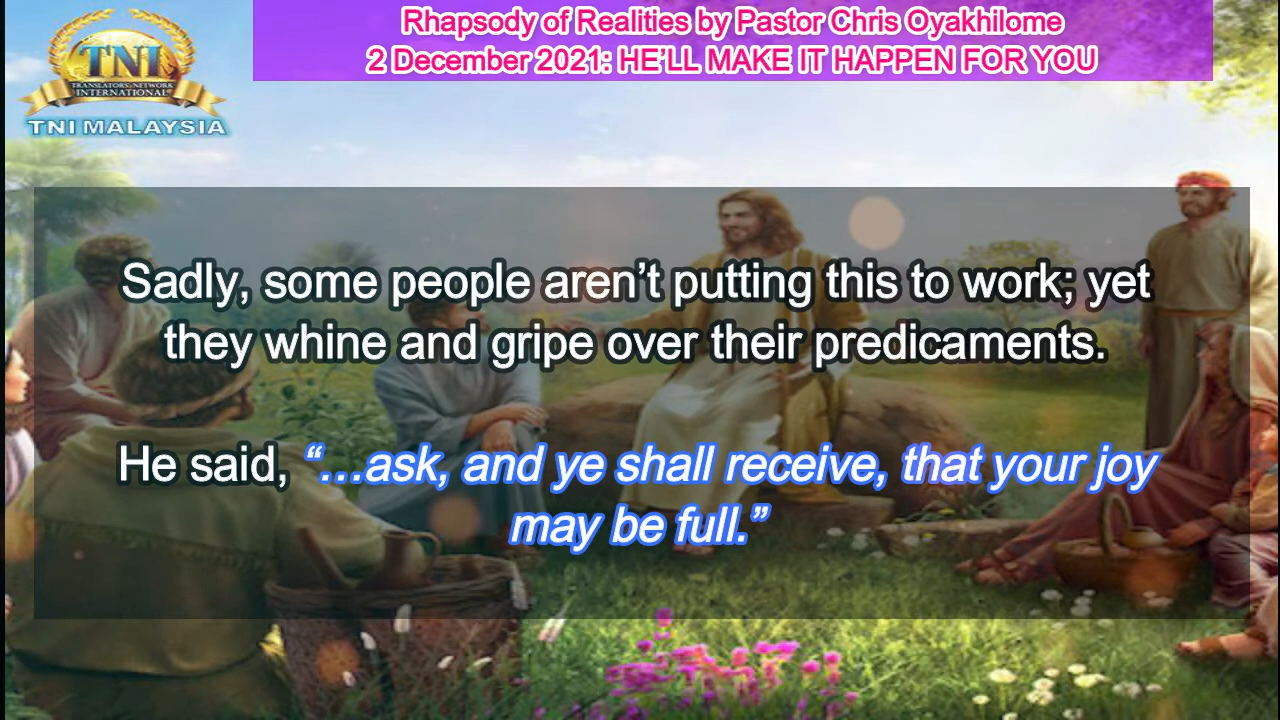 Rhapsody of Realities by Pastor Chris Oyakhilome
2 December 2021: HE’LL MAKE IT HAPPEN FOR YOU
TNI
TRANSLATORS NETWORK
INTERNATIONAL
TNI MALAYSIA
Sadly, some people aren’t putting this to work; yet
they whine and gripe over their predicaments.
He said, “…ask, and ye shall receive, that your joy
may be full.”